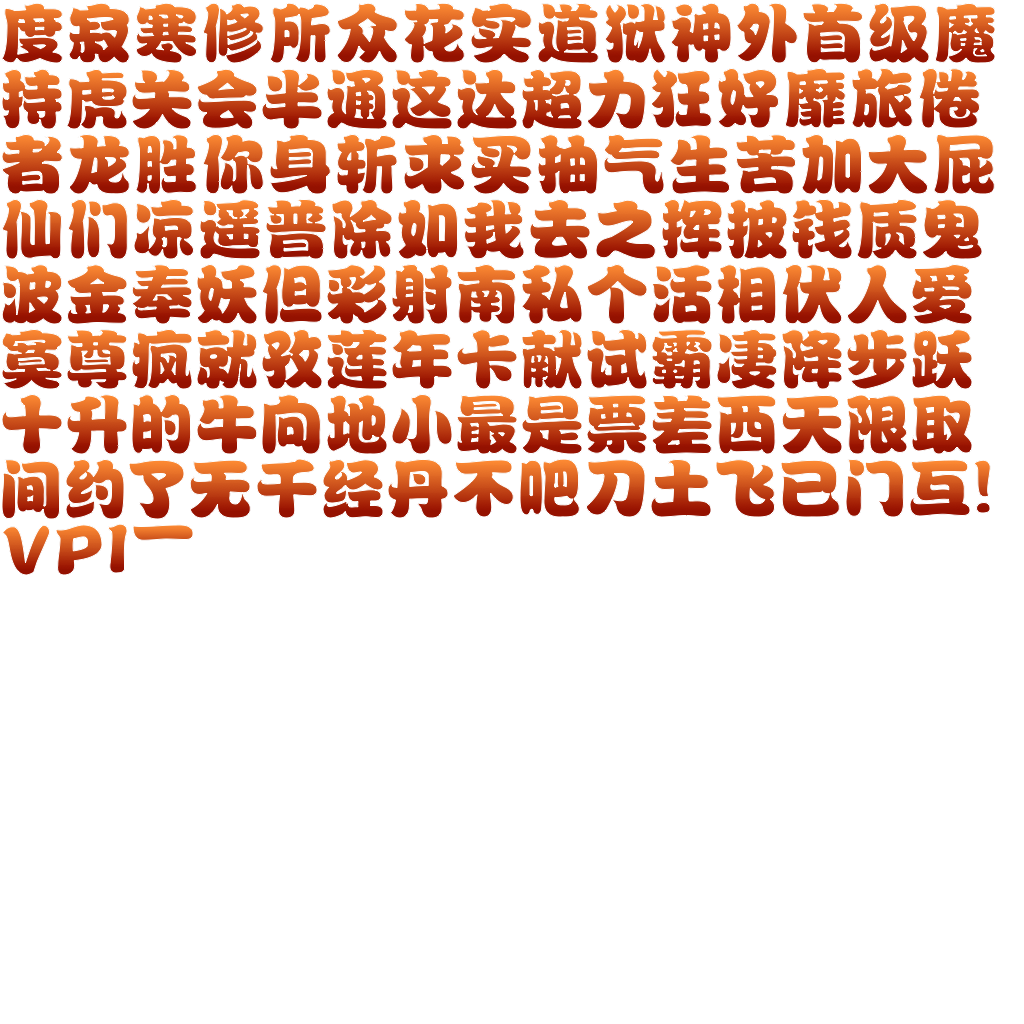 度寂寒修所众花实道狱神外首级魔
持虎关会半通这达超力狂好靡旅倦
者龙胜你身斩求买抽气生苦加大屁
仙们凉遥普除如我去之挥披钱质鬼
波金奉妖但彩射南私个活相伏人爱
寞尊疯就孜莲年卡献试霸凄降步跃
十升的牛向地小最是票差西天限取
间约了无千经丹不吧刀土飞已门互!
VPI一